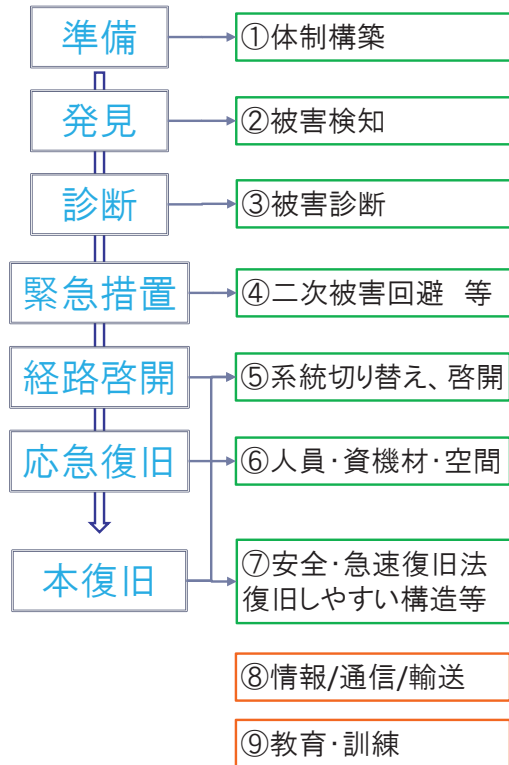 準備
①体制構築
発見
②被害検知
診断
③被害診断
緊急措置
④二次被害回避 等
経路啓開
⑤系統切り替え、啓開
応急復旧
⑥人員・資機材・空間
本復旧
⑦安全・急速復旧法
復旧しやすい構造等
⑧情報/通信/輸送
⑨教育・訓練